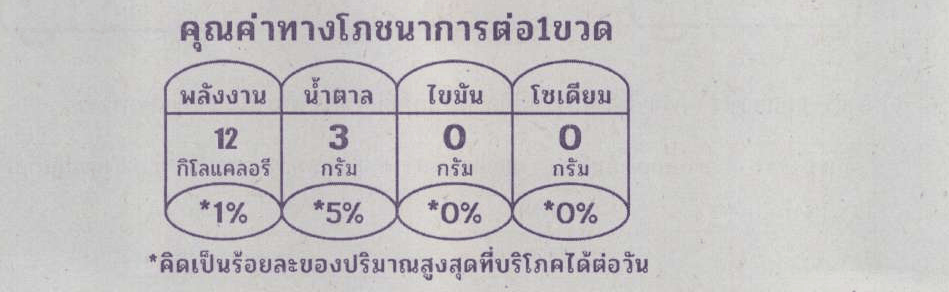 คุณค่าทางโภชนาการต่อ1ขวด
พลังงาน น้ำตาล ไขมัน โซเดียม
12 3 0 0
กิโลแคลอรี กรัม กรัม กรัม
*1% *5% *0% *0%
*คิดเป็นร้อยละของปริมาณสูงสุดที่บริโภคได้ต่อวัน